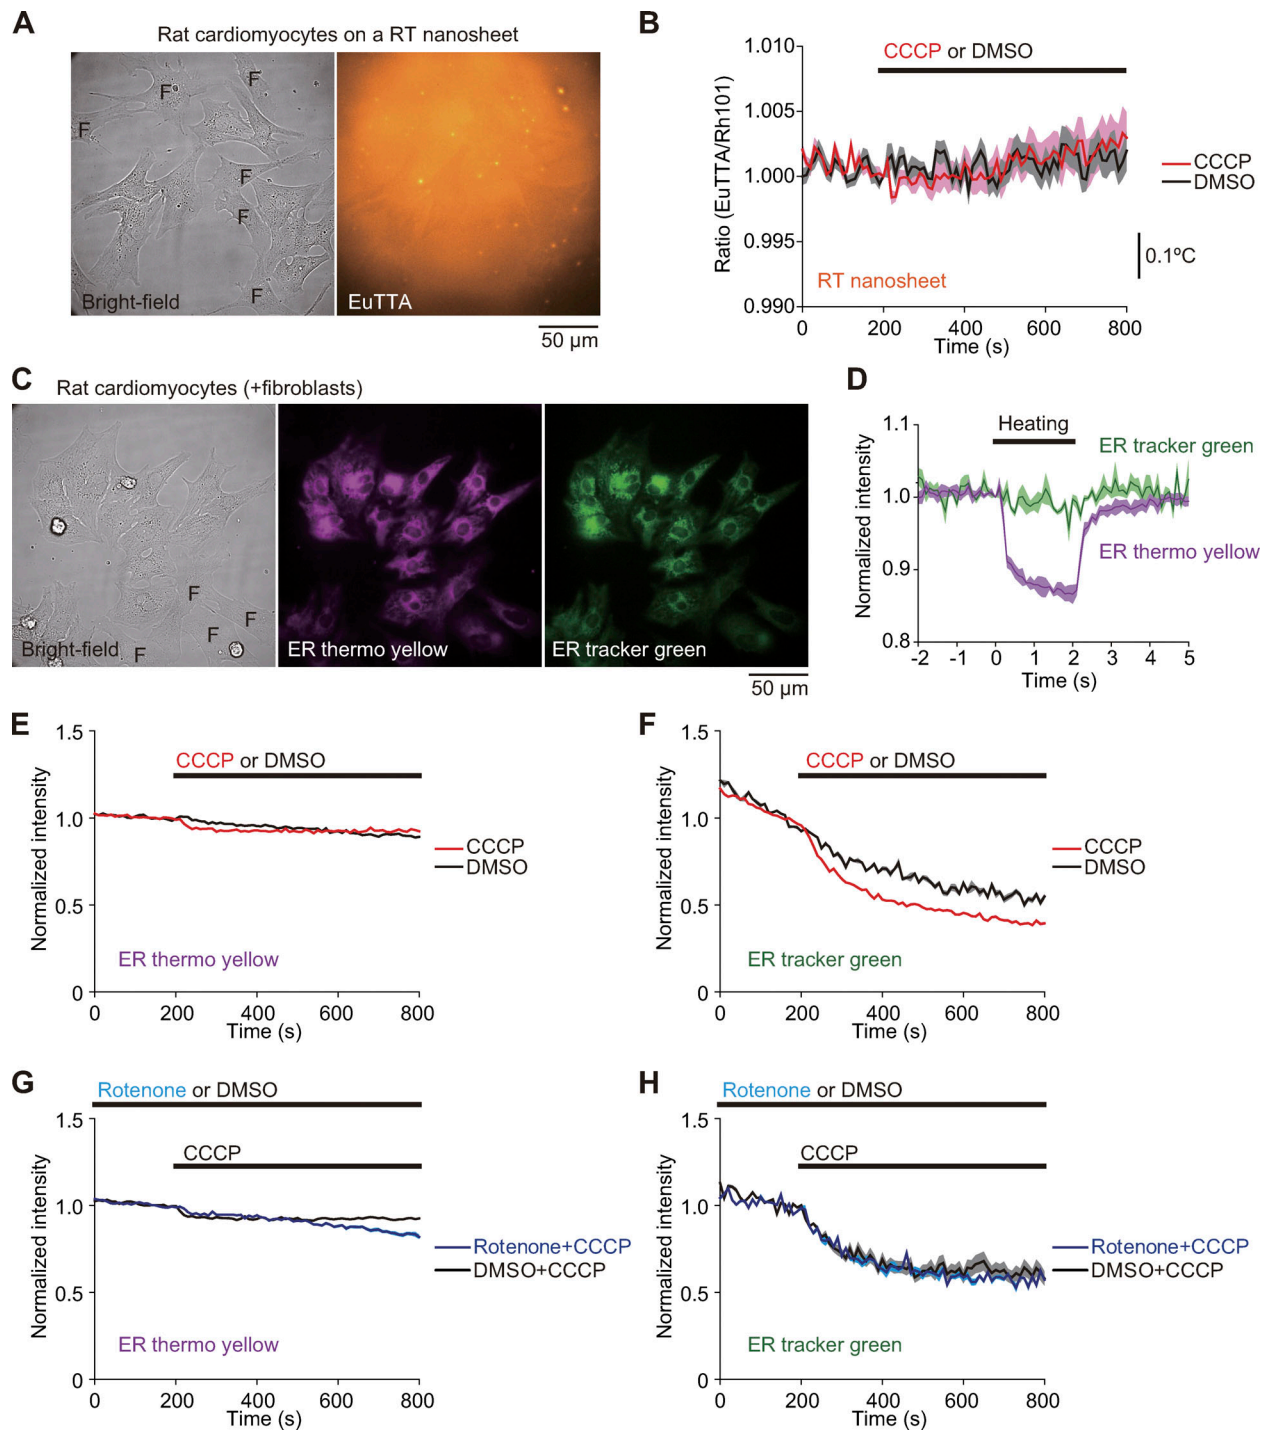 A
Rat cardiomyocytes on a RT nanosheet
F
F
F
F
F
F
Bright-field
EuTTA
50 µm
B
CCCP or DMSO
Ratio (EuTTA/Rh101)
1.010
1.005
1.000
0.995
0.990
0 200 400 600 800
Time (s)
CCCP
DMSO
0.1ºC
RT nanosheet
C
Rat cardiomyocytes (+fibroblasts)
F
F
F
F
Bright-field
ER thermo yellow
ER tracker green
50 µm
D
Heating
ER tracker green
ER thermo yellow
Normalized intensity
1.1
1.0
0.9
0.8
-2 -1 0 1 2 3 4 5
Time (s)
E
CCCP or DMSO
Normalized intensity
1.5
1.0
0.5
0
0 200 400 600 800
Time (s)
CCCP
DMSO
ER thermo yellow
F
CCCP or DMSO
Normalized intensity
1.5
1.0
0.5
0
0 200 400 600 800
Time (s)
CCCP
DMSO
ER tracker green
G
Rotenone or DMSO
CCCP
Normalized intensity
1.5
1.0
0.5
0
0 200 400 600 800
Time (s)
Rotenone+CCCP
DMSO+CCCP
ER thermo yellow
H
Rotenone or DMSO
CCCP
Normalized intensity
1.5
1.0
0.5
0
0 200 400 600 800
Time (s)
Rotenone+CCCP
DMSO+CCCP
ER tracker green